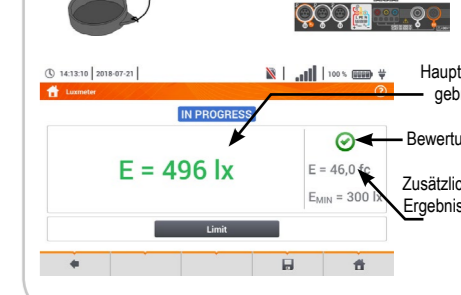 14:13:10 2018-07-21 100 %
Luxmeter
IN PROGRESS
E = 496 lx
E = 46,0 fc
EMIN = 300 lx
Limit
Haupt
geb
Bewertu
Zusätzlic
Ergebnis